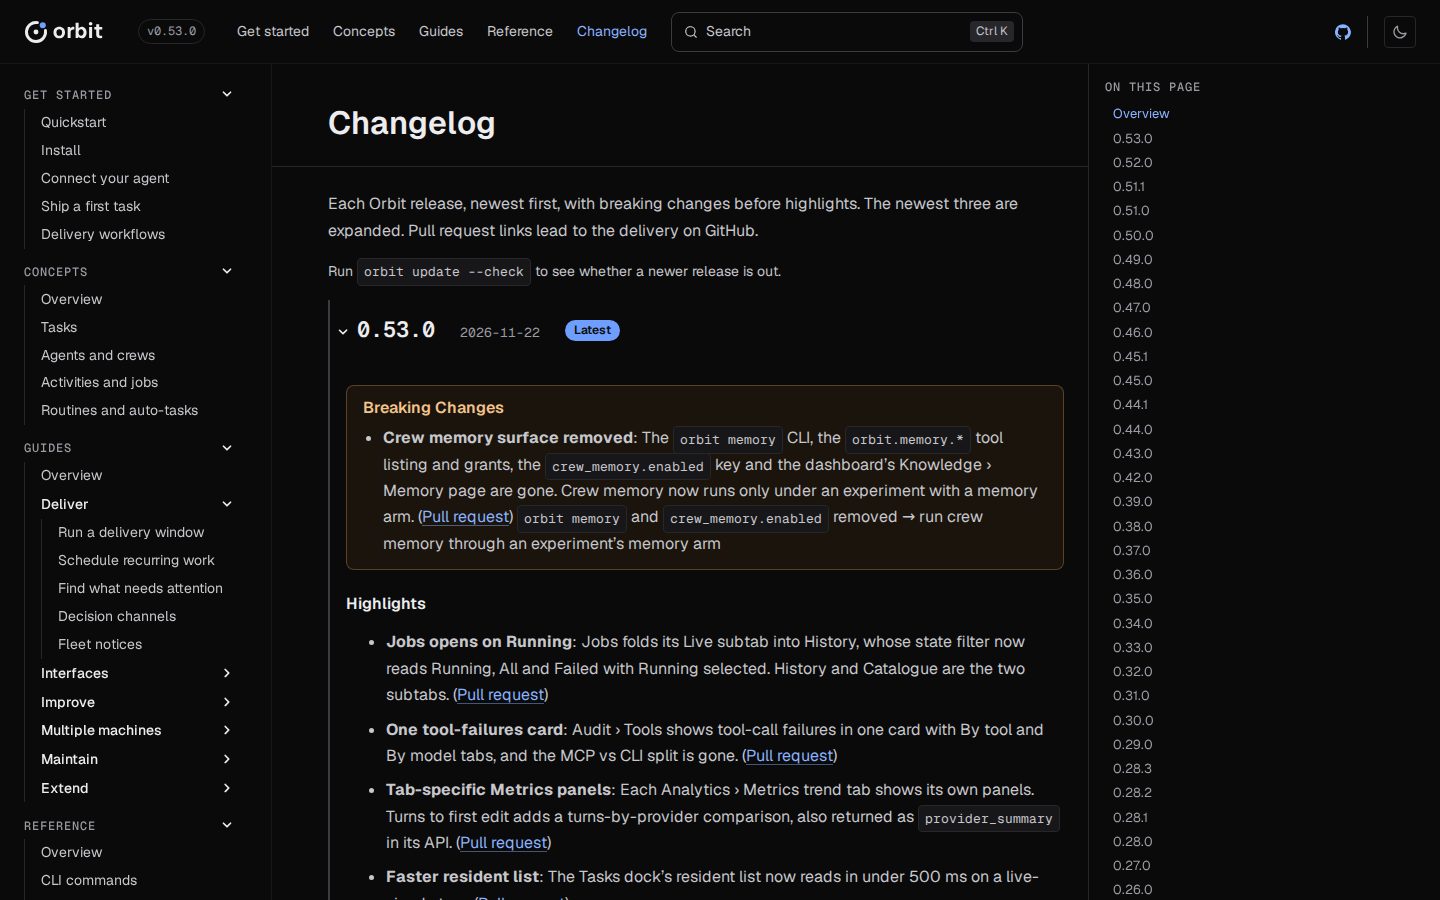 orbit
v0.53.0
Get started
Concepts
Guides
Reference
Changelog
Search
Ctrl K
GET STARTED
Quickstart
Install
Connect your agent
Ship a first task
Delivery workflows
CONCEPTS
Overview
Tasks
Agents and crews
Activities and jobs
Routines and auto-tasks
GUIDES
Overview
Deliver
Run a delivery window
Schedule recurring work
Find what needs attention
Decision channels
Fleet notices
Interfaces
Improve
Multiple machines
Maintain
Extend
REFERENCE
Overview
CLI commands
Changelog
Each Orbit release, newest first, with breaking changes before highlights. The newest three are
expanded. Pull request links lead to the delivery on GitHub.
Run orbit update --check to see whether a newer release is out.
0.53.0 2026-11-22 Latest
Breaking Changes
• Crew memory surface removed: The orbit memory CLI, the orbit.memory.* tool
listing and grants, the crew_memory.enabled key and the dashboard’s Knowledge ›
Memory page are gone. Crew memory now runs only under an experiment with a memory
arm. (Pull request) orbit memory and crew_memory.enabled removed → run crew
memory through an experiment’s memory arm
Highlights
• Jobs opens on Running: Jobs folds its Live subtab into History, whose state filter now
reads Running, All and Failed with Running selected. History and Catalogue are the two
subtabs. (Pull request)
• One tool-failures card: Audit › Tools shows tool-call failures in one card with By tool and
By model tabs, and the MCP vs CLI split is gone. (Pull request)
• Tab-specific Metrics panels: Each Analytics › Metrics trend tab shows its own panels.
Turns to first edit adds a turns-by-provider comparison, also returned as provider_summary
in its API. (Pull request)
• Faster resident list: The Tasks dock’s resident list now reads in under 500 ms on a live-
ON THIS PAGE
Overview
0.53.0
0.52.0
0.51.1
0.51.0
0.50.0
0.49.0
0.48.0
0.47.0
0.46.0
0.45.1
0.45.0
0.44.1
0.44.0
0.43.0
0.42.0
0.39.0
0.38.0
0.37.0
0.36.0
0.35.0
0.34.0
0.33.0
0.32.0
0.31.0
0.30.0
0.29.0
0.28.3
0.28.2
0.28.1
0.28.0
0.27.0
0.26.0